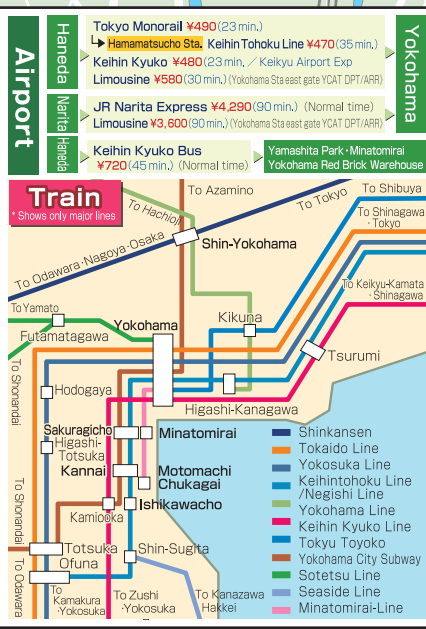 Airport
Haneda
Tokyo Monorail ¥490(23 min.)
Hamamatsucho Sta. Keihin Tohoku Line ¥470(35 min.)
Keihin Kyuko ¥480(23 min. / Keikyu Airport Exp
Limousine ¥580(30 min.) (Yokohama Sta east gate YCAT DPT/ARR)
Narita
JR Narita Express ¥4,290(90 min.) (Normal time)
Limousine ¥3,600(90 min.) (Yokohama Sta east gate YCAT DPT/ARR)
Yokohama
Haneda
Keihin Kyuko Bus
¥720(45 min.) (Normal time)
Yamashita Park・Minatomirai
Yokohama Red Brick Warehouse
Train
* Shows only major lines
To Azamino
To Hachioji
To Tokyo
To Shibuya
To Shinagawa
・Tokyo
Shin-Yokohama
To Odawara・Nagoya・Osaka
To Keikyu-Kamata
・Shinagawa
To Yamato
Futamatagawa
Yokohama
Kikuna
Tsurumi
To Shonandai
Hodogaya
Higashi-Kanagawa
Sakuragicho
Minatomirai
Higashi-
Totsuka
Kannai
Motomachi
Chukagai
Ishikawacho
Kamiooka
To Shonandai
Totsuka
Ofuna
Shin-Sugita
To Odawara
To
Kamakura
・Yokosuka
To Zushi
・Yokosuka
To Kanazawa
Hakkei
Shinkansen
Tokaido Line
Yokosuka Line
Keihintohoku Line
/Negishi Line
Yokohama Line
Keihin Kyuko Line
Tokyu Toyoko
Yokohama City Subway
Sotetsu Line
Seaside Line
Minatomirai-Line